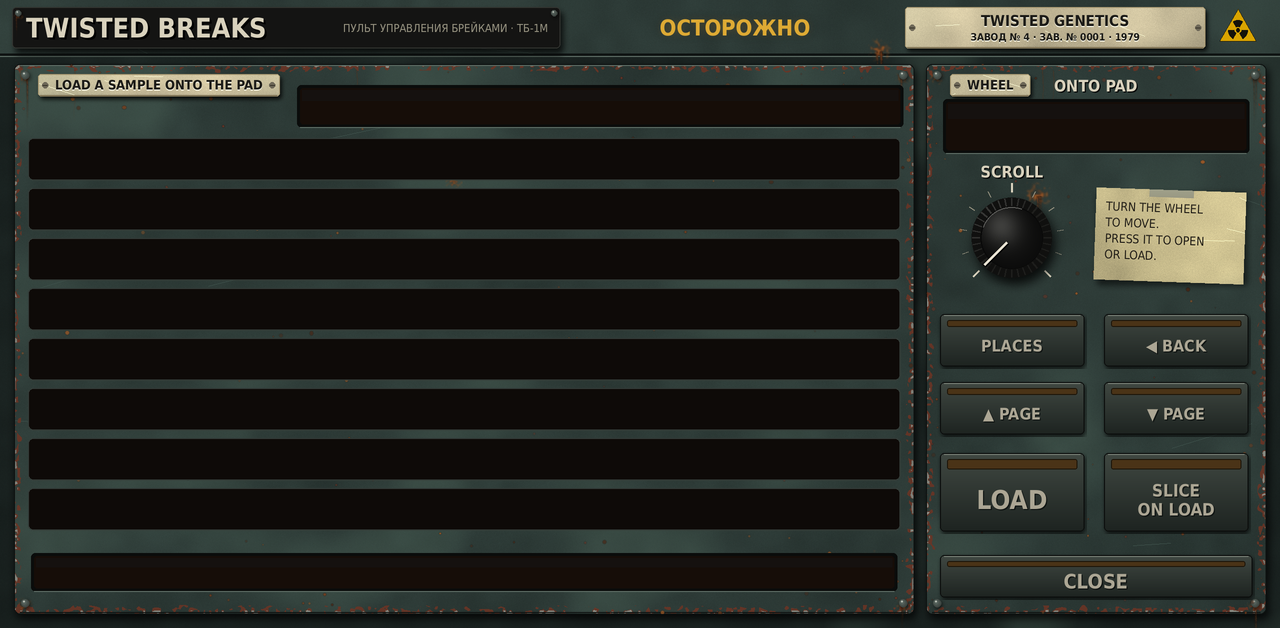 TWISTED BREAKS
ПУЛЬТ УПРАВЛЕНИЯ БРЕЙКАМИ · ТБ-1М
ОСТОРОЖНО
TWISTED GENETICS
ЗАВОД № 4 · ЗАВ. № 0001 · 1979
LOAD A SAMPLE ONTO THE PAD
WHEEL
ONTO PAD
SCROLL
TURN THE WHEEL
TO MOVE.
PRESS IT TO OPEN
OR LOAD.
PLACES
◀ BACK
▲ PAGE
▼ PAGE
LOAD
SLICE
ON LOAD
CLOSE